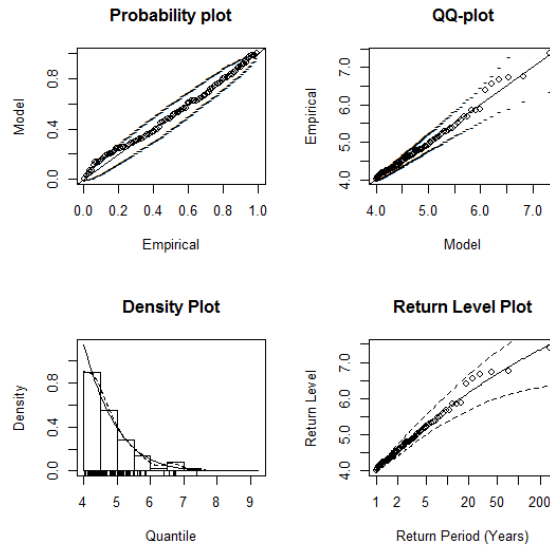 Probability plot
Model
0.0 0.4 0.8
0.0 0.2 0.4 0.6 0.8 1.0
Empirical
QQ-plot
Empirical
4.0 5.0 6.0 7.0
4.0 5.0 6.0 7.0
Model
Density Plot
Density
0.0 0.4 0.8
4 5 6 7 8 9
Quantile
Return Level Plot
Return Level
4.0 5.0 6.0 7.0
1 2 5 20 50 200
Return Period (Years)